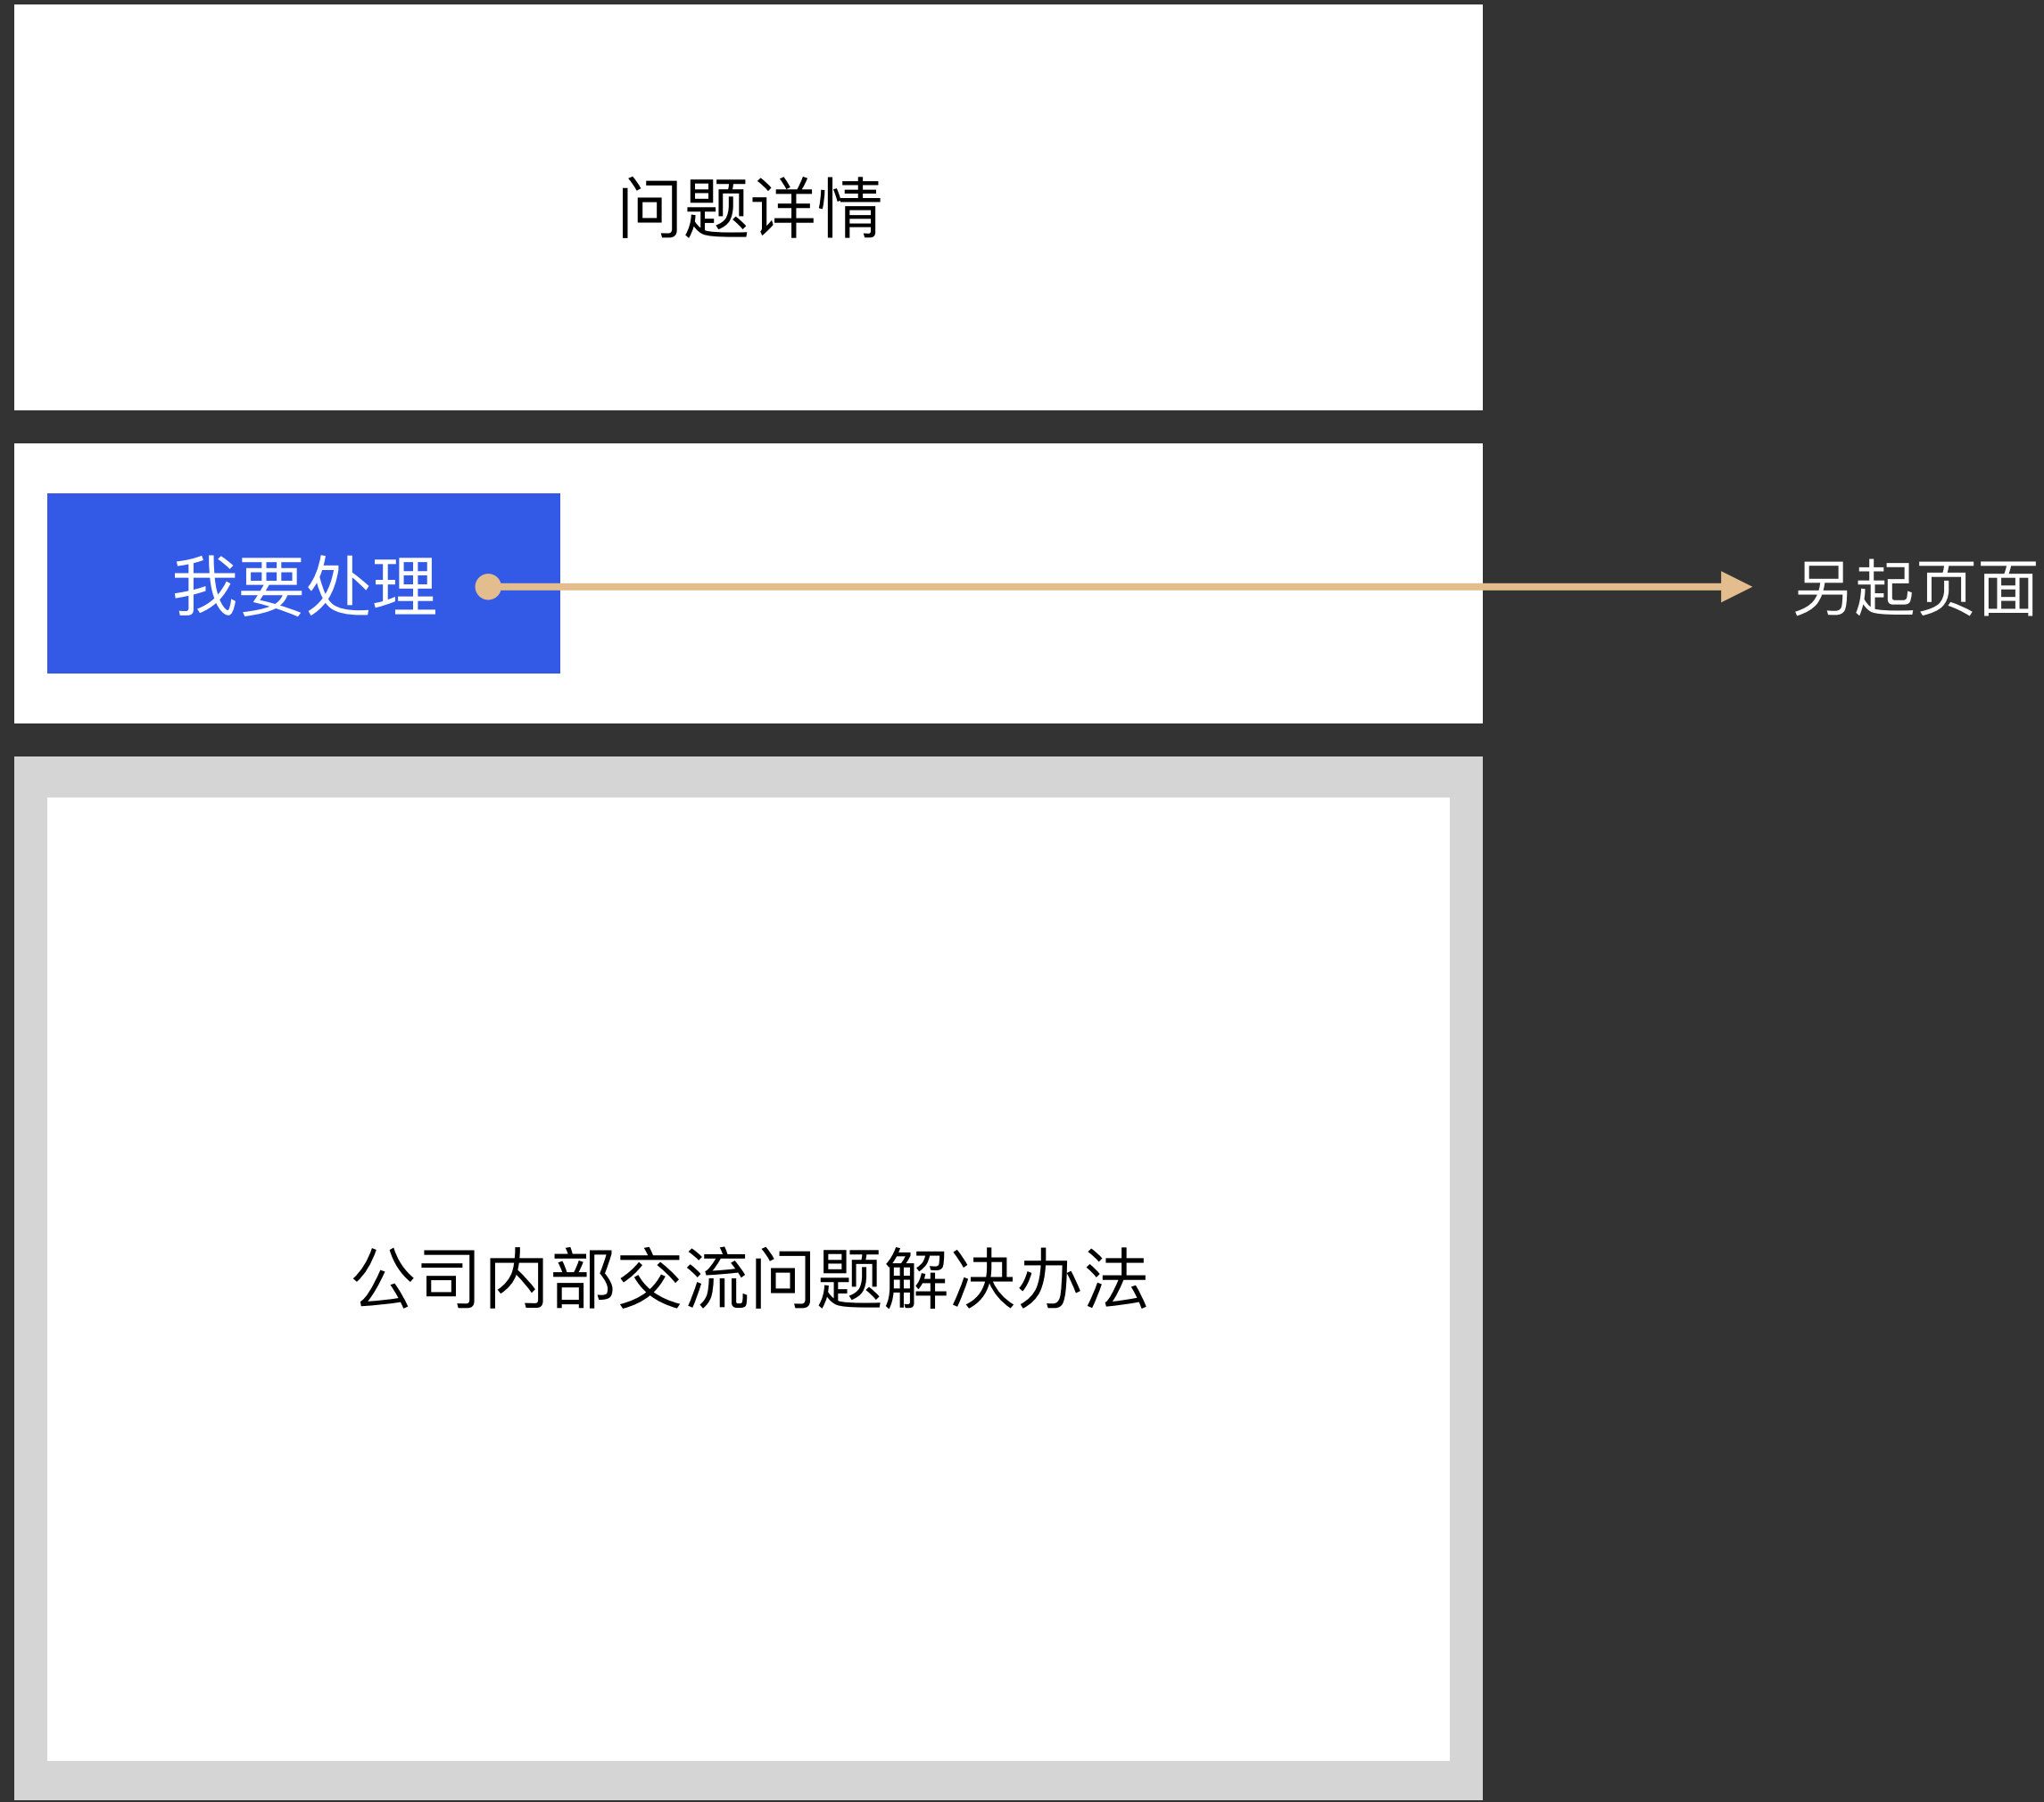 问题详情
我要处理
另起页面
公司内部交流问题解决办法